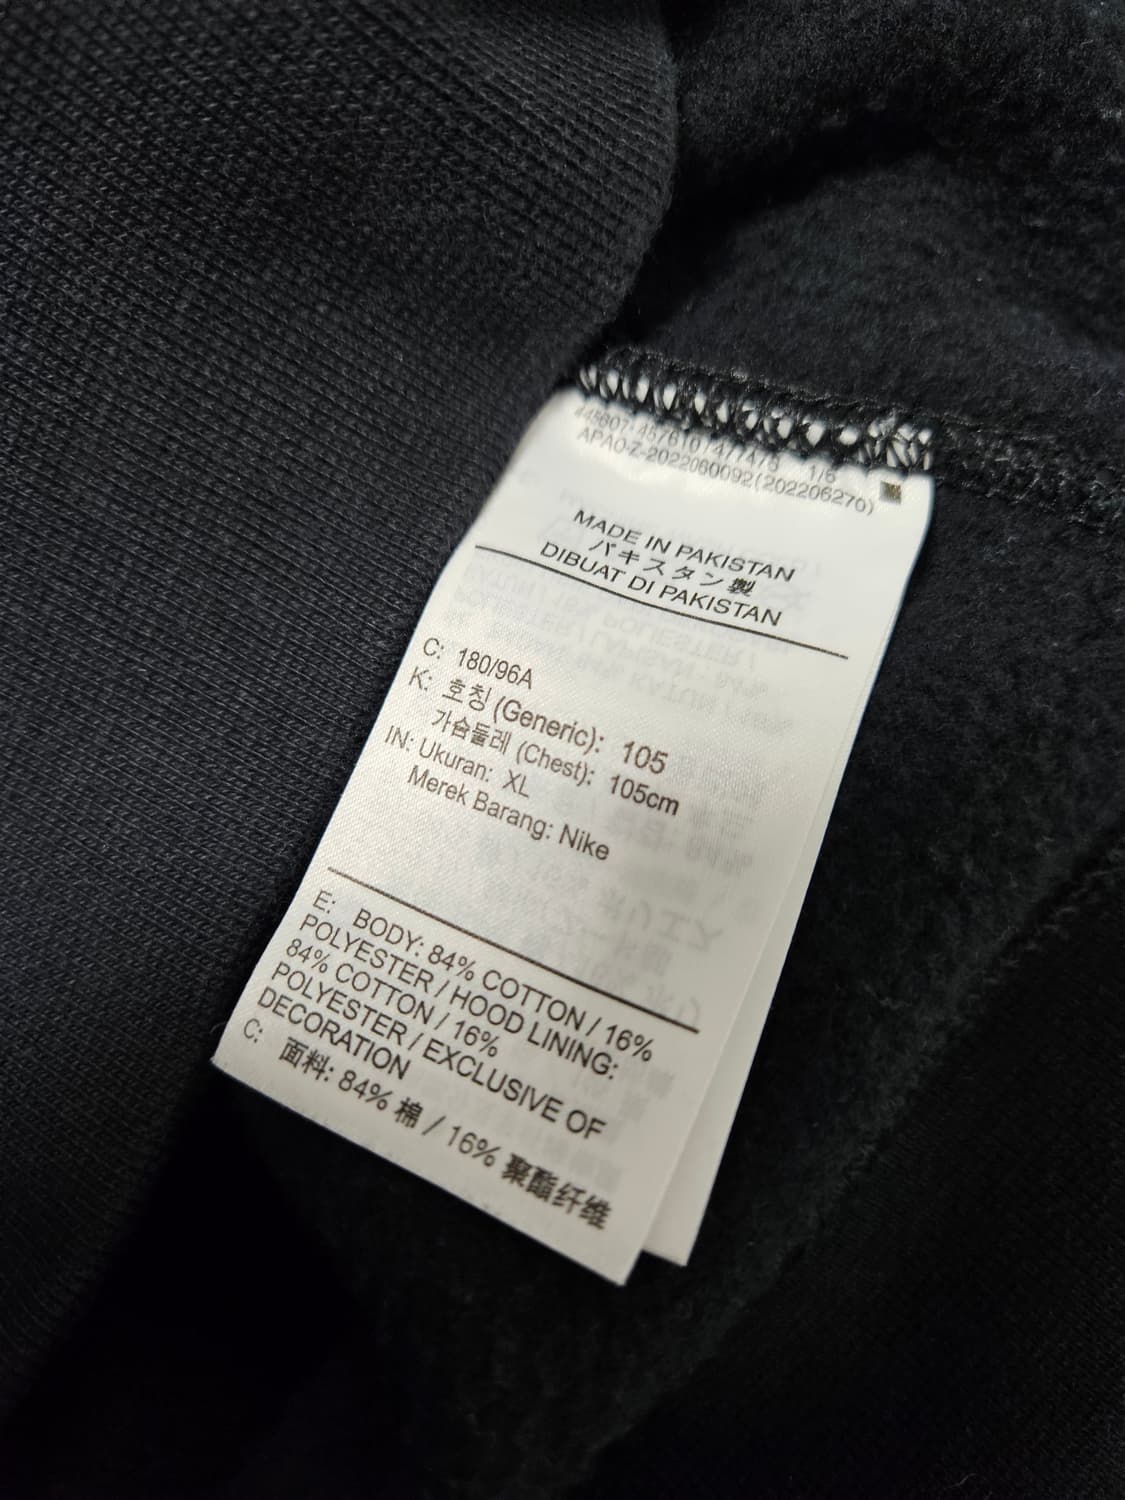 APAO-Z-2022060092(202206270)
MADE IN PAKISTAN
パキスタン製
DIBUAT DI PAKISTAN
C: 180/96A
K: 호칭 (Generic): 105
가슴둘레 (Chest): 105cm
IN: Ukuran: XL
Merek Barang: Nike
E: BODY: 84% COTTON / 16%
POLYESTER / HOOD LINING:
84% COTTON / 16%
POLYESTER / EXCLUSIVE OF
DECORATION
C: 面料: 84% 棉 / 16% 聚酯纤维